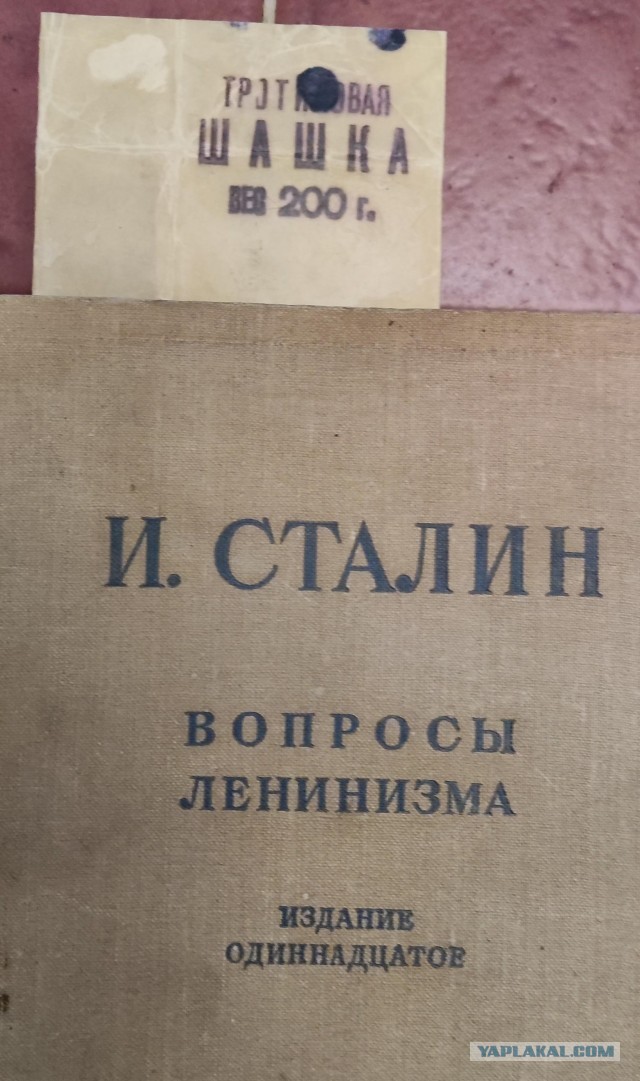 ТРОТИЛОВАЯ
ШАШКА
ВЕС 200 г.
И. СТАЛИН
ВОПРОСЫ
ЛЕНИНИЗМА
ИЗДАНИЕ
ОДИННАДЦАТОЕ
YAPLAKAL.COM